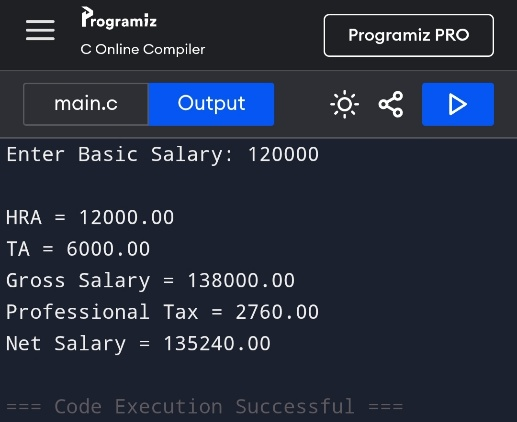 Programiz
C Online Compiler
Programiz PRO
main.c
Output
Enter Basic Salary: 120000
HRA = 12000.00
TA = 6000.00
Gross Salary = 138000.00
Professional Tax = 2760.00
Net Salary = 135240.00
=== Code Execution Successful ===